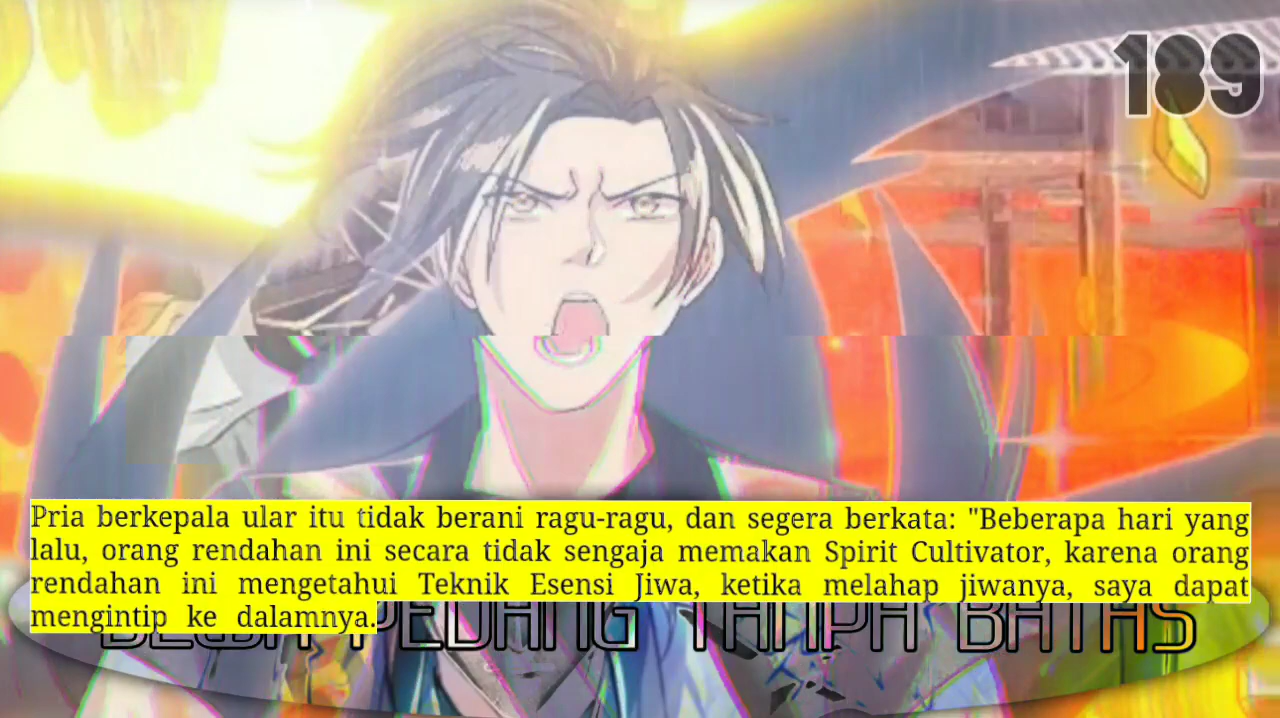 189
Pria berkepala ular itu tidak berani ragu-ragu, dan segera berkata: "Beberapa hari yang
lalu, orang rendahan ini secara tidak sengaja memakan Spirit Cultivator, karena orang
rendahan ini mengetahui Teknik Esensi Jiwa, ketika melahap jiwanya, saya dapat
mengintip ke dalamnya.
DEWA PEDANG TANPA BATAS